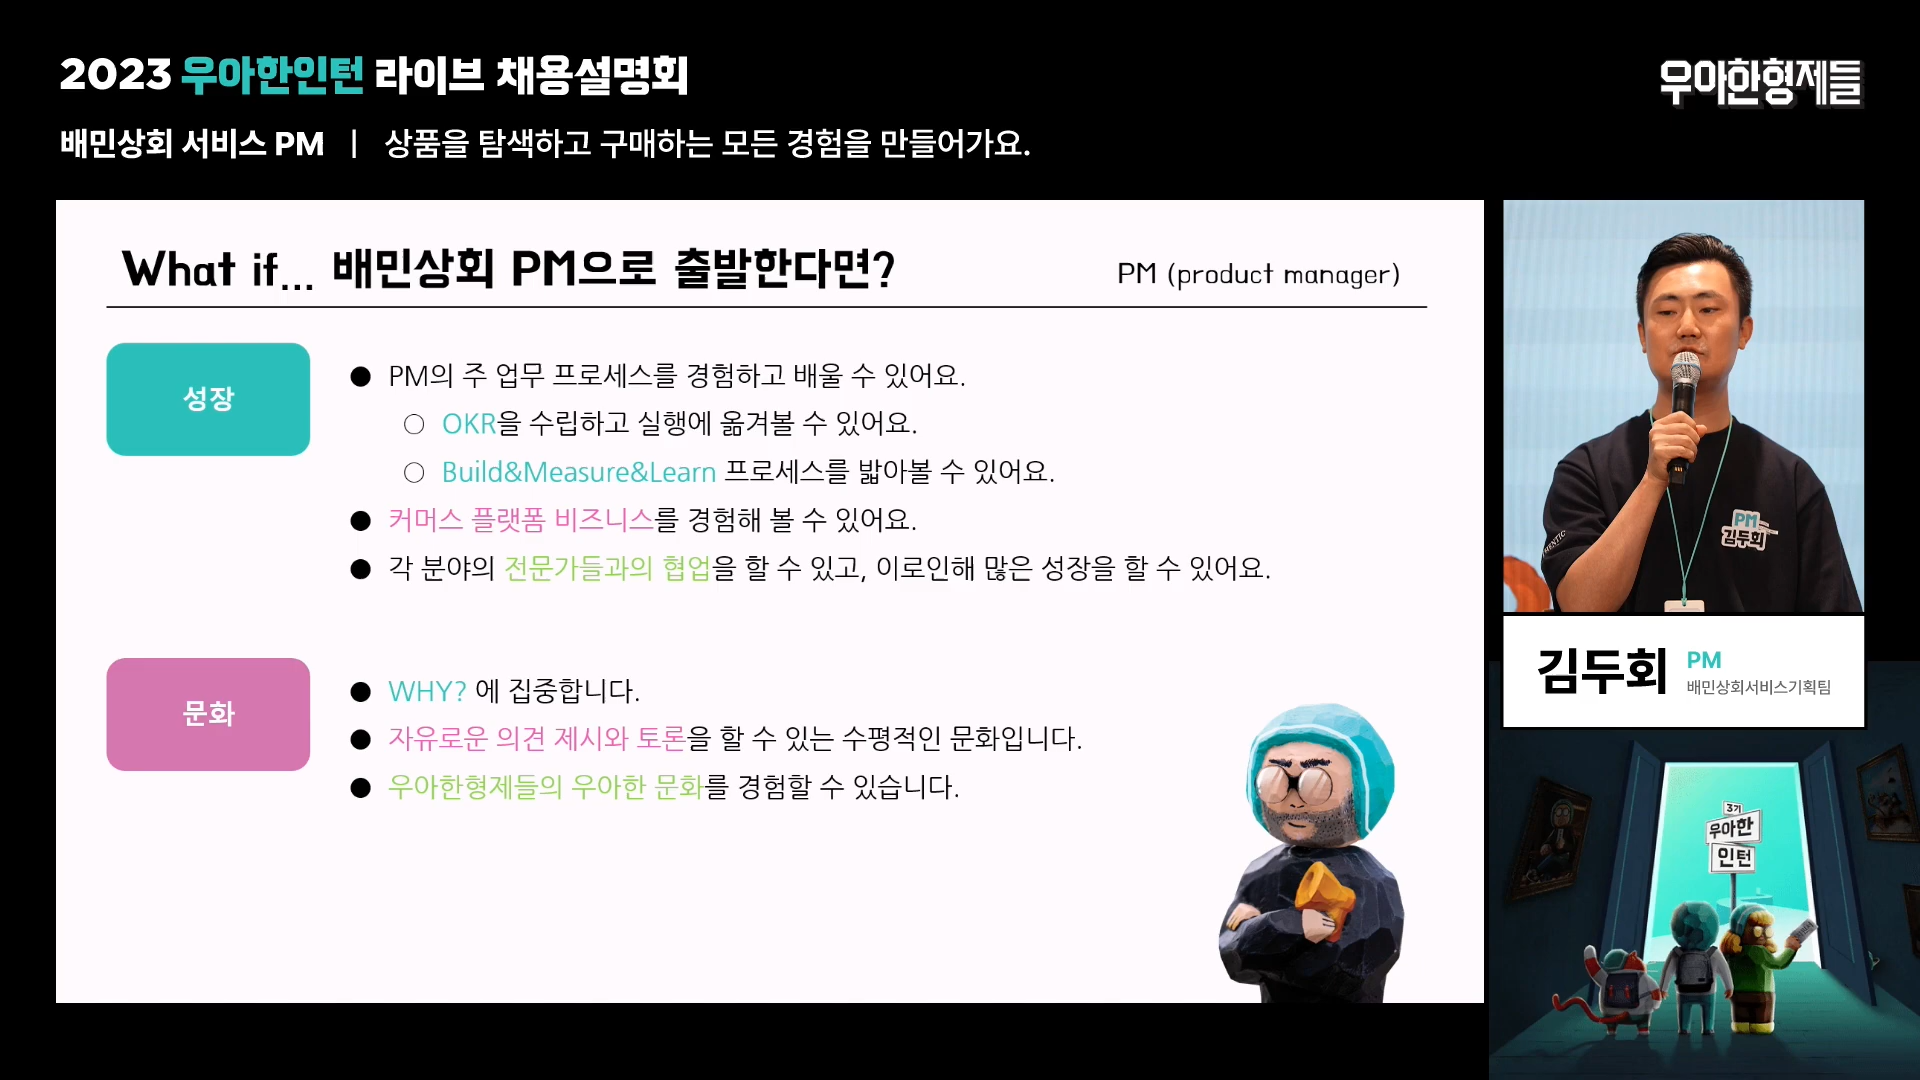 2023 우아한인턴 라이브 채용설명회
우아한형제들
배민상회 서비스 PM | 상품을 탐색하고 구매하는 모든 경험을 만들어가요.
What if... 배민상회 PM으로 출발한다면?
PM (product manager)
성장
● PM의 주 업무 프로세스를 경험하고 배울 수 있어요.
○ OKR을 수립하고 실행에 옮겨볼 수 있어요.
○ Build&Measure&Learn 프로세스를 밟아볼 수 있어요.
● 커머스 플랫폼 비즈니스를 경험해 볼 수 있어요.
● 각 분야의 전문가들과의 협업을 할 수 있고, 이로인해 많은 성장을 할 수 있어요.
문화
● WHY? 에 집중합니다.
● 자유로운 의견 제시와 토론을 할 수 있는 수평적인 문화입니다.
● 우아한형제들의 우아한 문화를 경험할 수 있습니다.
PM
김두회
김두회
PM
배민상회서비스기획팀
3기
우아한
인턴